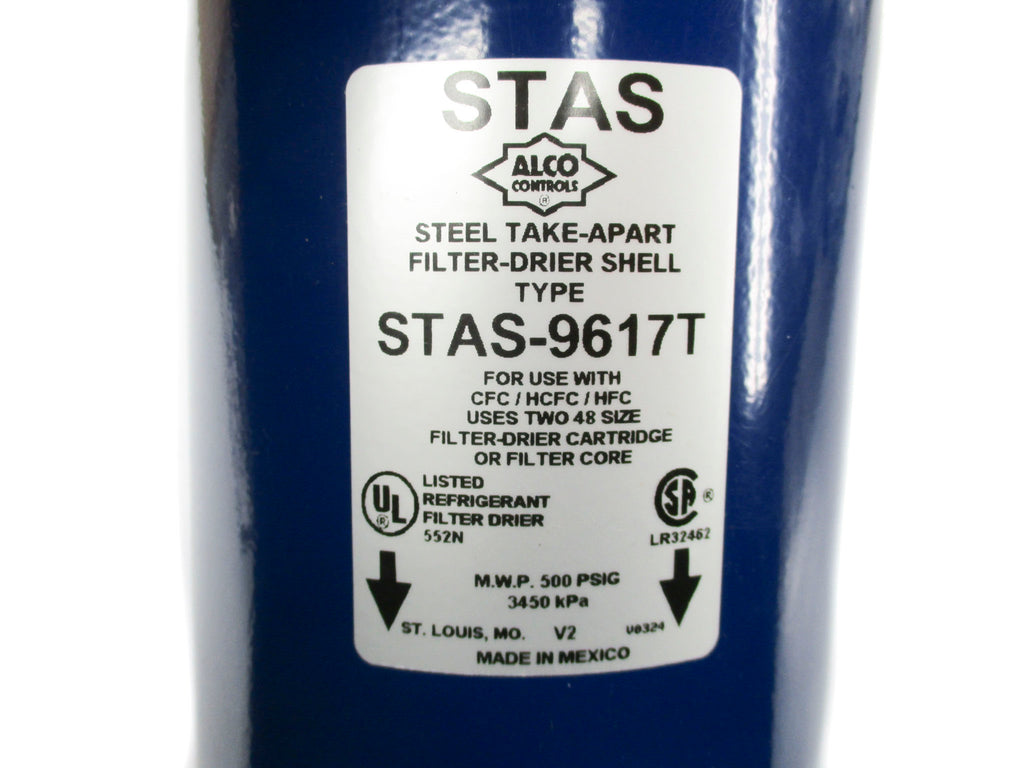 STAS
ALCO
CONTROLS
®
STEEL TAKE-APART
FILTER-DRIER SHELL
TYPE
STAS-9617T
FOR USE WITH
CFC / HCFC / HFC
USES TWO 48 SIZE
FILTER-DRIER CARTRIDGE
OR FILTER CORE
UL ®
LISTED
REFRIGERANT
FILTER DRIER
552N
SA ®
LR32462
M.W.P. 500 PSIG
3450 kPa
ST. LOUIS, MO. V2 V0324
MADE IN MEXICO